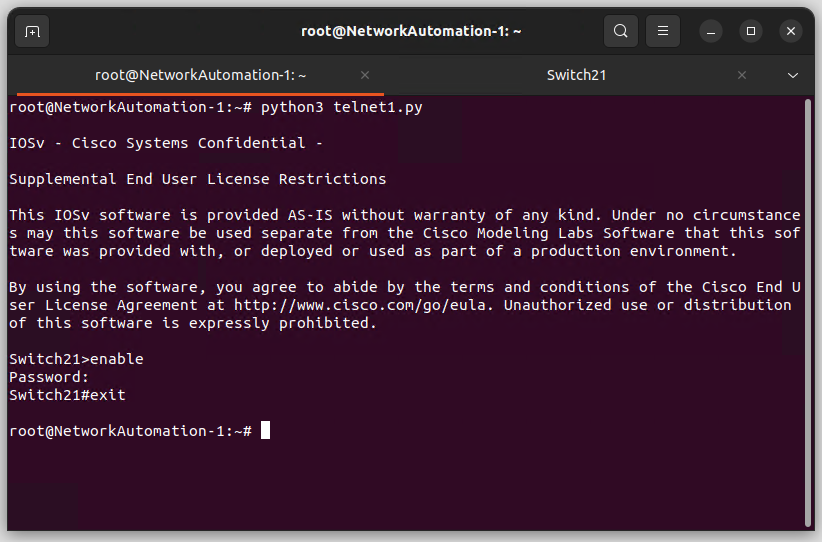 root@NetworkAutomation-1: ~
root@NetworkAutomation-1: ~
Switch21
root@NetworkAutomation-1:~# python3 telnet1.py
IOSv - Cisco Systems Confidential -
Supplemental End User License Restrictions
This IOSv software is provided AS-IS without warranty of any kind. Under no circumstance
s may this software be used separate from the Cisco Modeling Labs Software that this sof
tware was provided with, or deployed or used as part of a production environment.
By using the software, you agree to abide by the terms and conditions of the Cisco End U
ser License Agreement at http://www.cisco.com/go/eula. Unauthorized use or distribution
of this software is expressly prohibited.
Switch21>enable
Password:
Switch21#exit
root@NetworkAutomation-1:~#